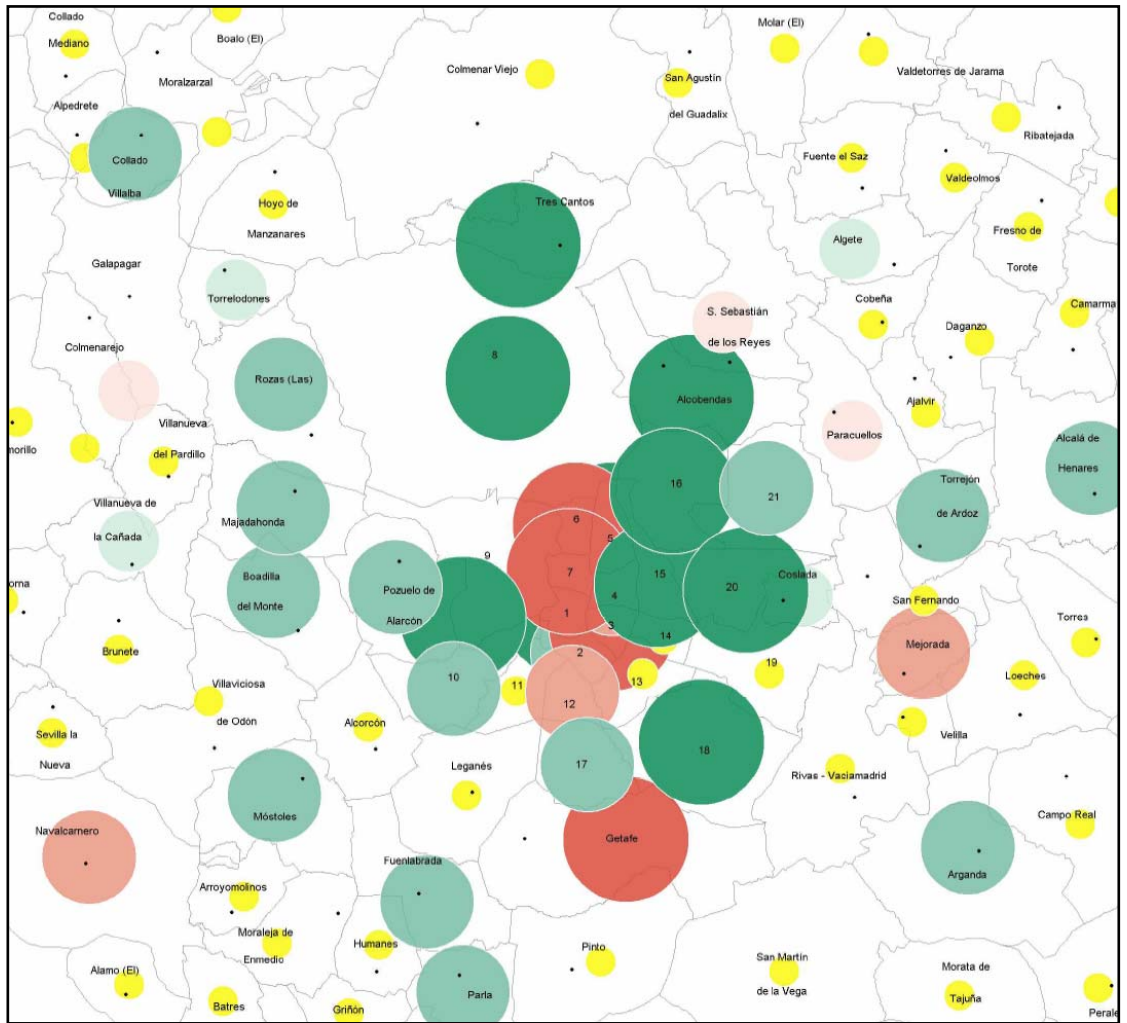 Collado
Mediano
Boalo (El)
Moralzarzal
Colmenar Viejo
Molar (El)
San Agustín
del Guadalix
Valdetorres de Jarama
Alpedrete
Ribatejada
Collado
Villalba
Fuente el Saz
Valdeolmos
Hoyo de
Manzanares
Tres Cantos
Fresno de
Torote
Algete
Galapagar
Torrelodones
Cobeña
Camarma
S. Sebastián
de los Reyes
Daganzo
Colmenarejo
8
Rozas (Las)
Alcobendas
Ajalvir
Villanueva
del Pardillo
morillo
Paracuellos
Alcalá de
Henares
16
21
Torrejón
de Ardoz
Villanueva de
la Cañada
Majadahonda
6
5
9
7
15
Coslada
Boadilla
del Monte
Pozuelo de
Alarcón
20
4
San Fernando
1
3
orna
Torres
Brunete
2
14
Mejorada
19
10
11
13
Loeches
Villaviciosa
de Odón
12
Sevilla la
Nueva
Alcorcón
Velilla
18
Leganés
17
Rivas - Vaciamadrid
Móstoles
Campo Real
Navalcarnero
Getafe
Fuenlabrada
Arganda
Arroyomolinos
Moraleja de
Enmedio
Humanes
Pinto
San Martín
de la Vega
Morata de
Tajuña
Alamo (El)
Parla
Batres
Griñón
Perale